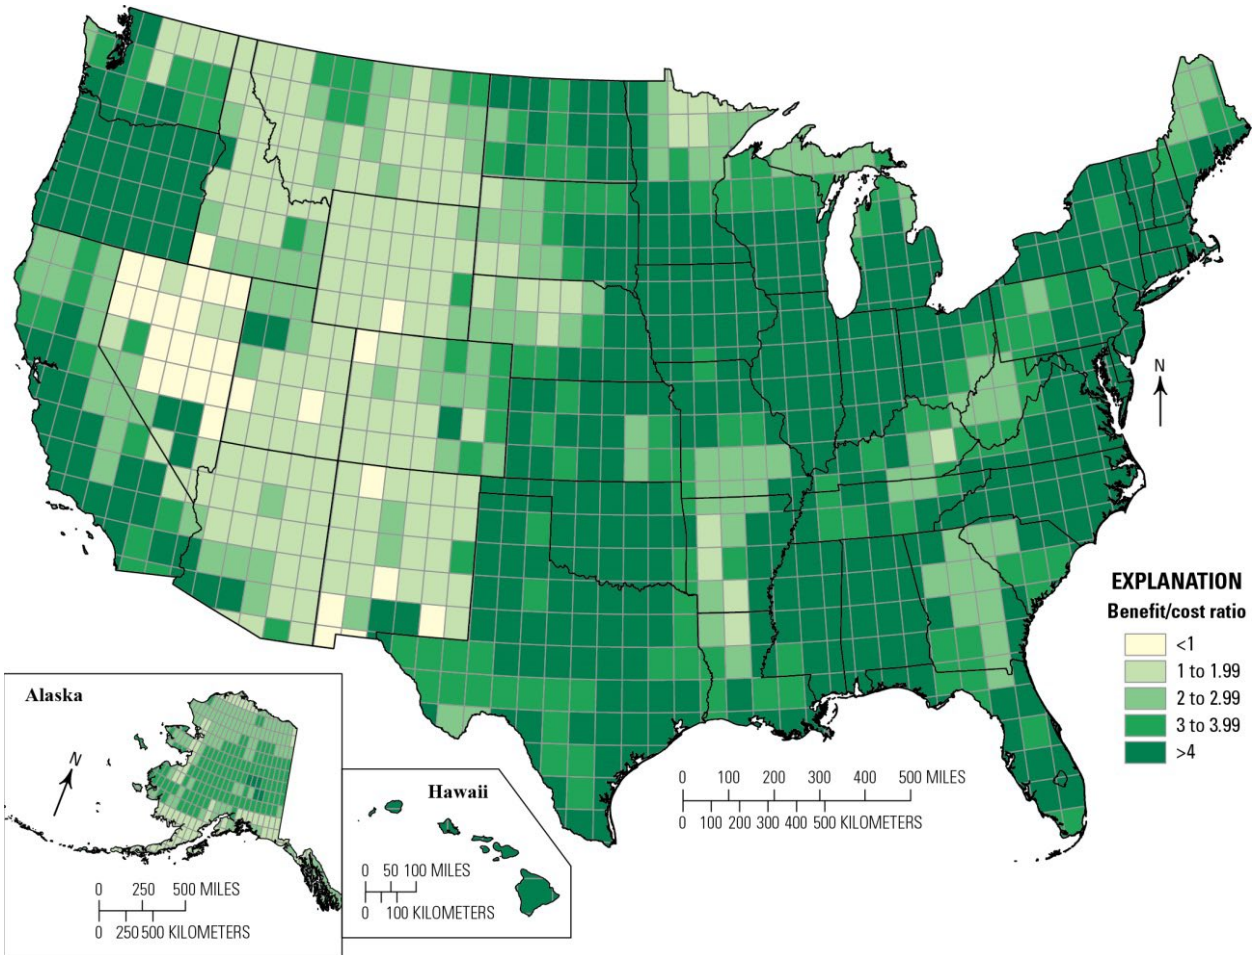 N
EXPLANATION
Benefit/cost ratio
<1
1 to 1.99
2 to 2.99
3 to 3.99
>4
Alaska
N
0 250 500 MILES
0 250 500 KILOMETERS
Hawaii
0 50 100 MILES
0 100 KILOMETERS
0 100 200 300 400 500 MILES
0 100 200 300 400 500 KILOMETERS